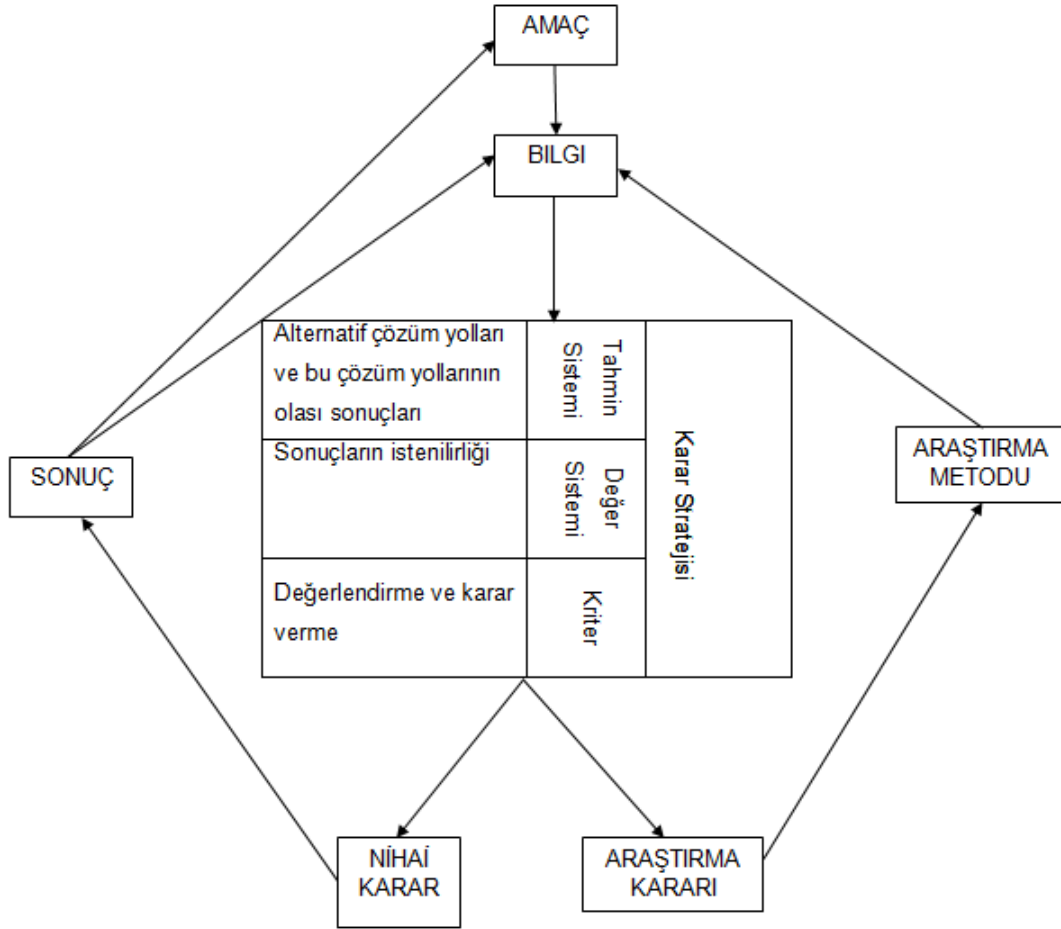 AMAÇ
BILGI
Alternatif çözüm yolları
ve bu çözüm yollarının
olası sonuçları
Tahmin
Sistemi
Sonuçların istenilirliği
Değer
Sistemi
Değerlendirme ve karar
verme
Kriter
Karar Stratejisi
SONUÇ
ARAŞTIRMA
METODU
NİHAİ
KARAR
ARAŞTIRMA
KARARI